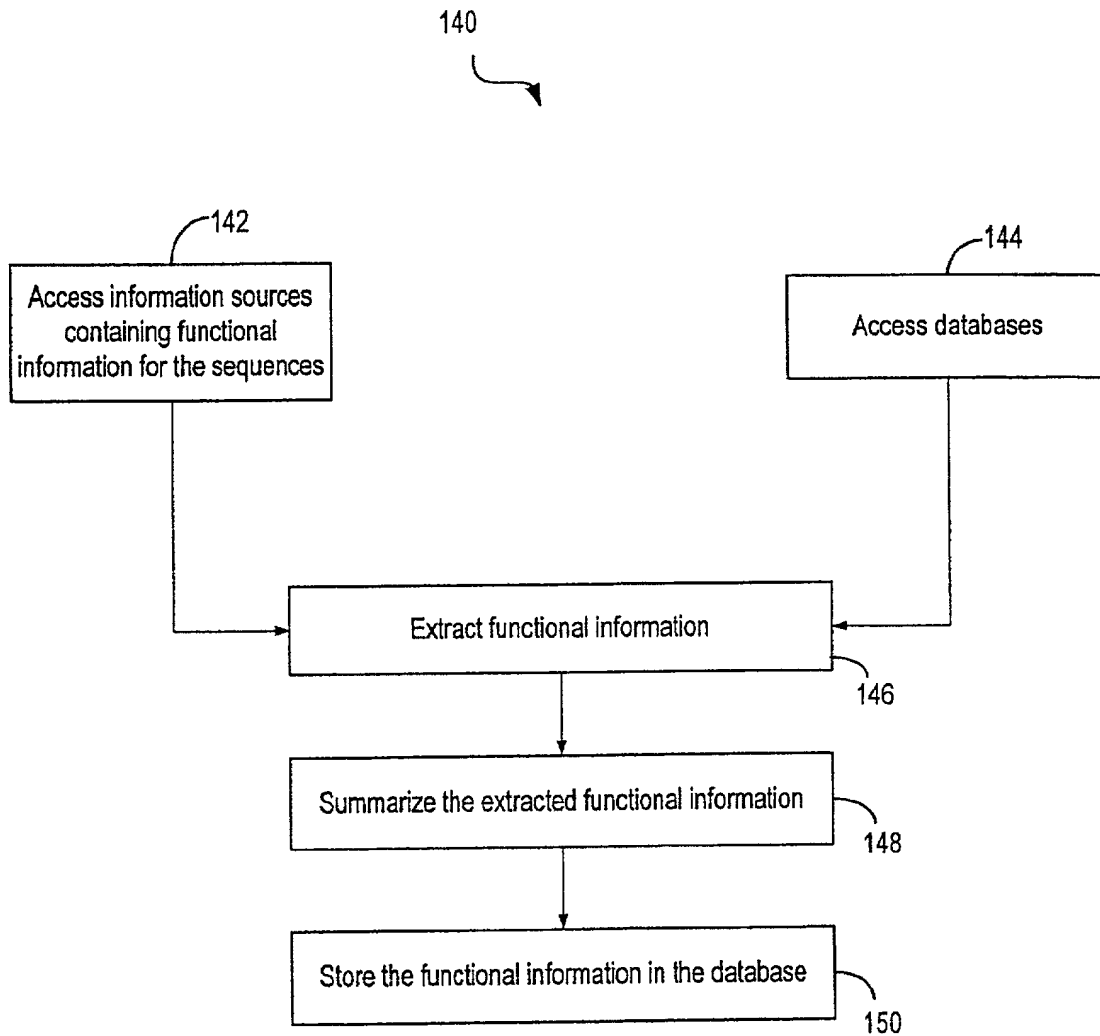 140
142
144
Access information sources
containing functional
information for the sequences
Access databases
Extract functional information
146
Summarize the extracted functional information
148
Store the functional information in the database
150